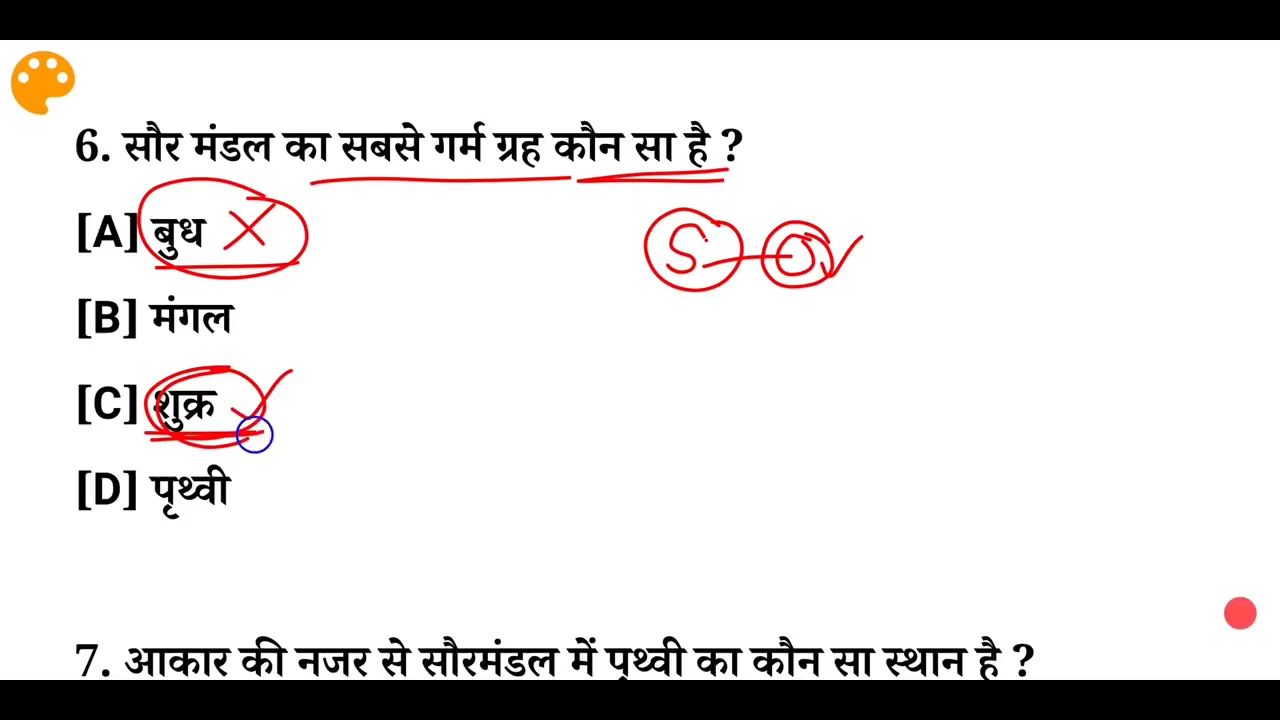 6. सौर मंडल का सबसे गर्म ग्रह कौन सा है ?
[A] बुध
S
[B] मंगल
[C] शुक्र
[D] पृथ्वी
7. आकार की नजर से सौरमंडल में पृथ्वी का कौन सा स्थान है ?